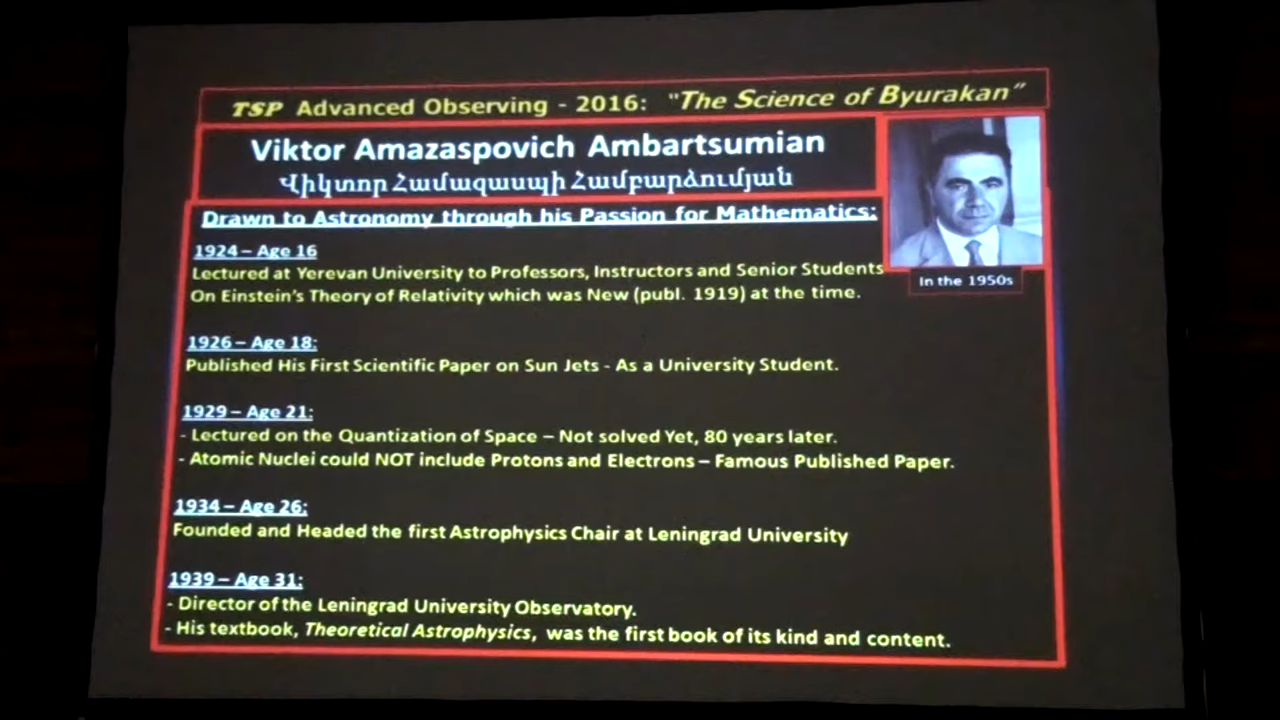 TSP Advanced Observing - 2016: "The Science of Byurakan"
Viktor Amazaspovich Ambartsumian
Վիկտոր Համազասպի Համբարձումյան
Drawn to Astronomy through his Passion for Mathematics:
1924 – Age 16
Lectured at Yerevan University to Professors, Instructors and Senior Students
On Einstein's Theory of Relativity which was New (publ. 1919) at the time.
In the 1950s
1926 – Age 18:
Published His First Scientific Paper on Sun Jets - As a University Student.
1929 – Age 21:
- Lectured on the Quantization of Space – Not solved Yet, 80 years later.
- Atomic Nuclei could NOT include Protons and Electrons – Famous Published Paper.
1934 – Age 26:
Founded and Headed the first Astrophysics Chair at Leningrad University
1939 – Age 31:
- Director of the Leningrad University Observatory.
- His textbook, Theoretical Astrophysics, was the first book of its kind and content.